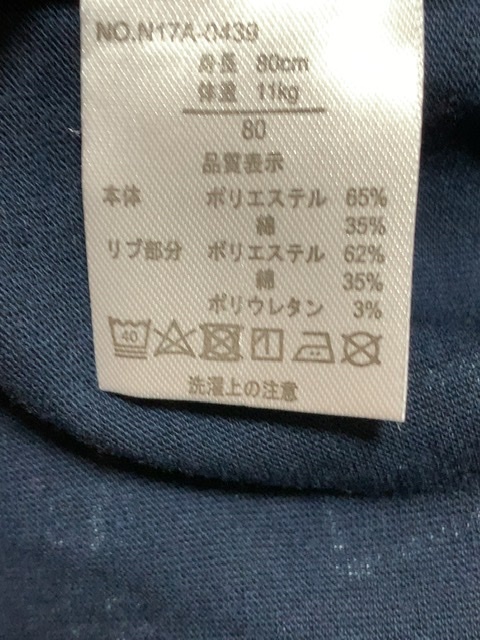 NO.N17A-0439
身長 80cm
体重 11kg
80
品質表示
本体 ポリエステル 65%
綿 35%
リブ部分 ポリエステル 62%
綿 35%
ポリウレタン 3%
40
洗濯上の注意